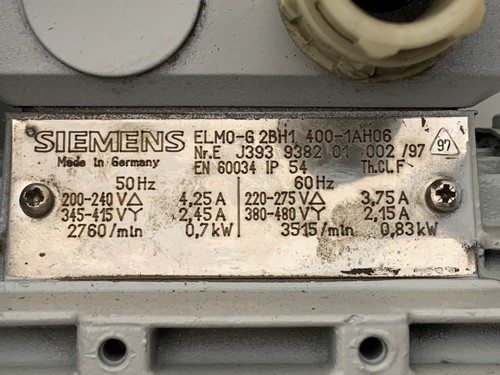 SIEMENS
Made in Germany
ELMO-G 2BH1 400-1AH06
Nr.E J393 9382 01 002 /97
97
EN 60034 IP 54 Th.Cl.F
50 Hz 60 Hz
200-240 V△ 4,25 A 220-275 V△ 3,75 A
345-415 VY 2,45 A 380-480 VY 2,15 A
2760/min 0,7 kW 3515/min 0,83 kW